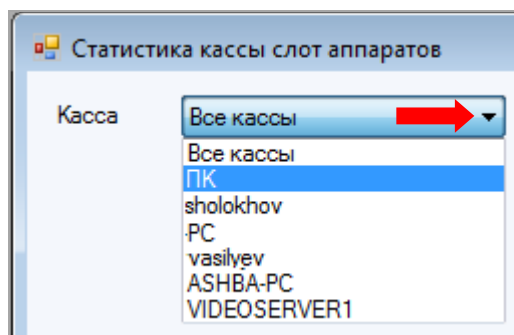 Статистика кассы слот аппаратов
Касса Все кассы
Все кассы
ПК
sholokhov
-PC
vasilyev
ASHBA-PC
VIDEOSERVER1